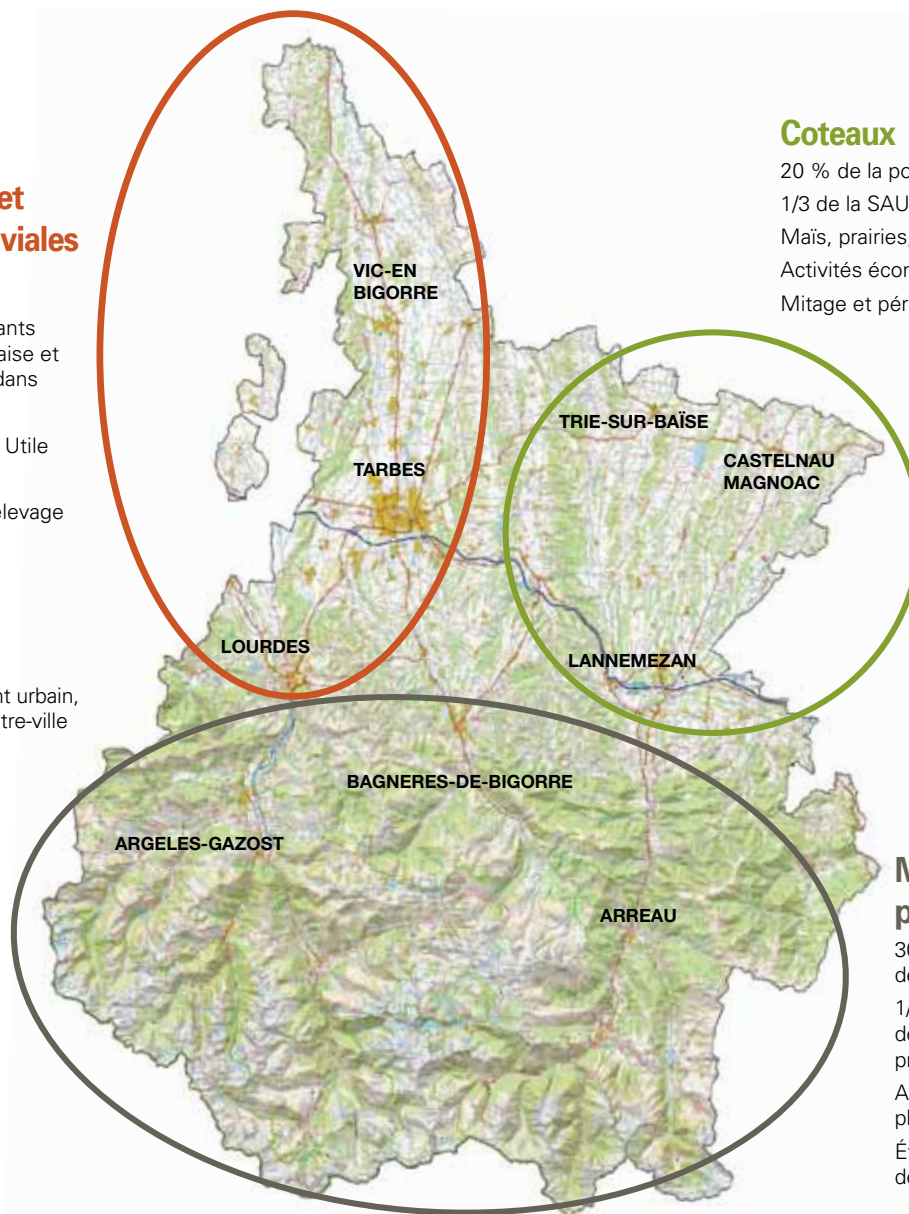 et
viales
ants
aise et
dans
Utile
élevage
nt urbain,
tre-ville
Coteaux
20 % de la po
1/3 de la SAU
Maïs, prairies,
Activités écon
Mitage et pér
VIC-EN
BIGORRE
TRIE-SUR-BAÏSE
CASTELNAU
MAGNOAC
TARBES
LOURDES
LANNEMEZAN
BAGNERES-DE-BIGORRE
ARGELES-GAZOST
ARREAU
M
p
30
de
1/
de
pr
A
pl
Ét
de